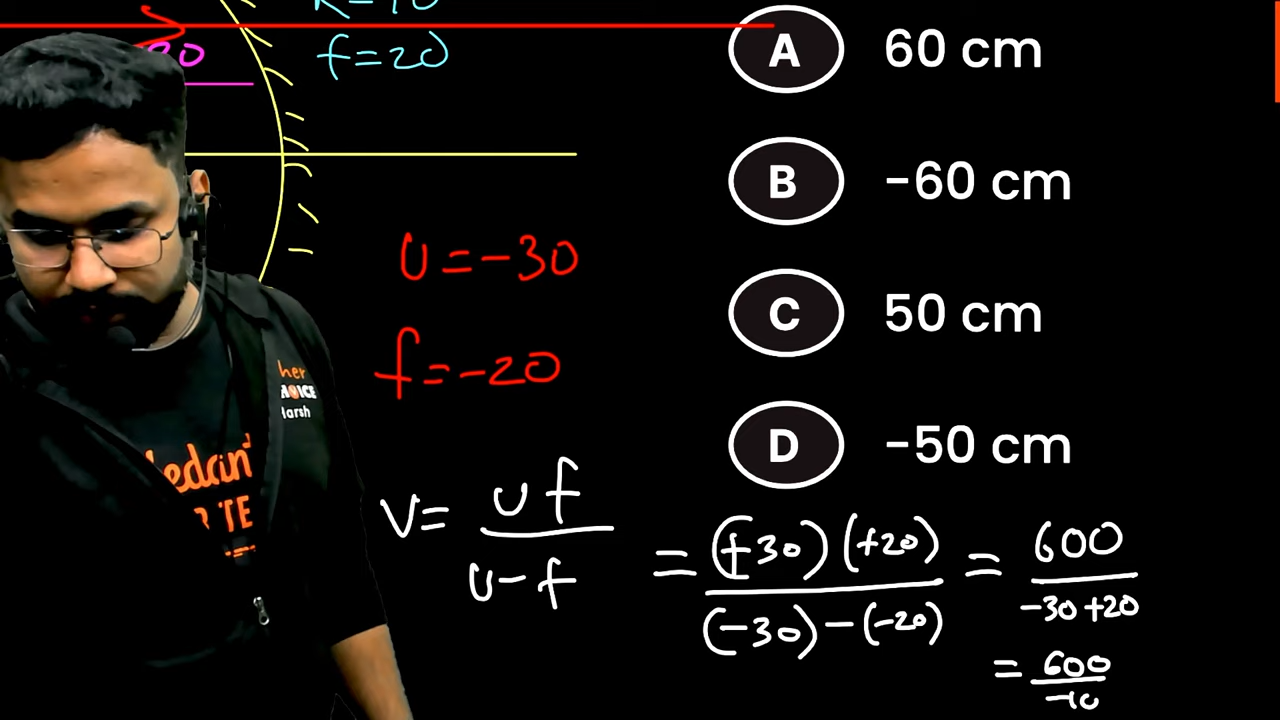 f=20
A 60 cm
B -60 cm
C 50 cm
D -50 cm
u=-30
f=-20
v= uf / u-f = (+30)(+20) / (-30)-(-20) = 600 / -30+20
= 600 / -10